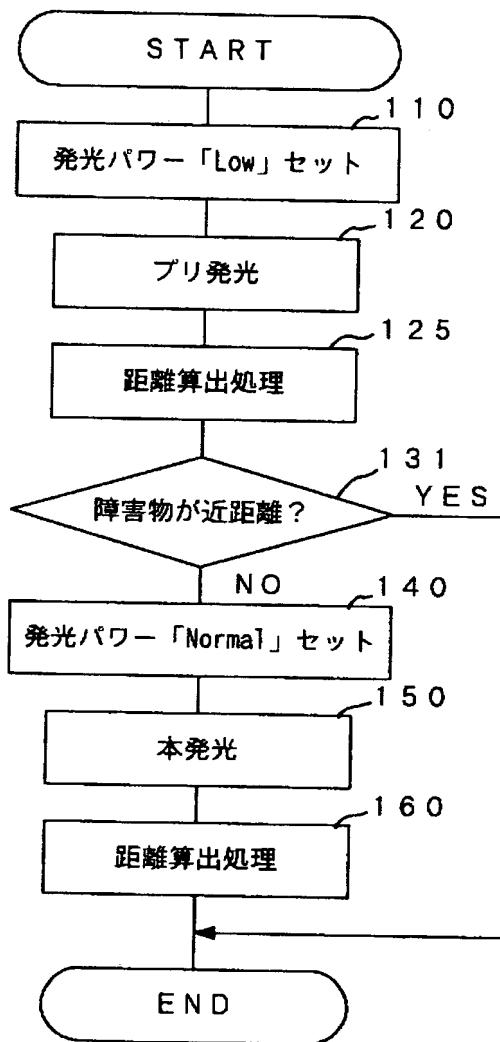 START
110
発光パワー「Low」セット
120
プリ発光
125
距離算出処理
131
障害物が近距離?
YES
NO
140
発光パワー「Normal」セット
150
本発光
160
距離算出処理
END